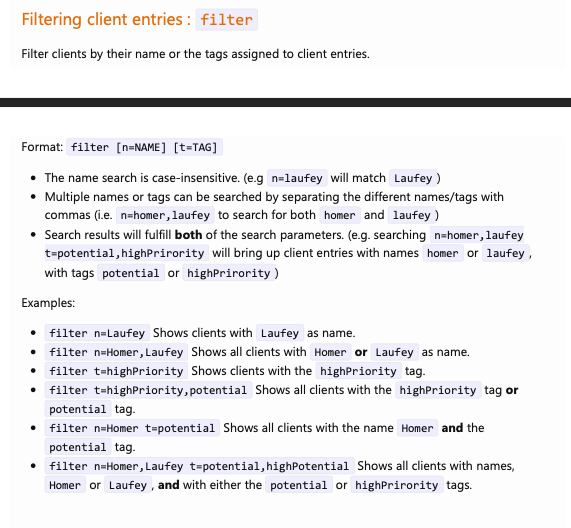 Filtering client entries : filter
Filter clients by their name or the tags assigned to client entries.
Format: filter [n=NAME] [t=TAG]
• The name search is case-insensitive. (e.g n=laufey will match Laufey )
• Multiple names or tags can be searched by separating the different names/tags with
commas (i.e. n=homer,laufey to search for both homer and laufey )
• Search results will fulfill both of the search parameters. (e.g. searching n=homer,laufey
t=potential,highPrirority will bring up client entries with names homer or laufey ,
with tags potential or highPrirority )
Examples:
• filter n=Laufey Shows clients with Laufey as name.
• filter n=Homer,Laufey Shows all clients with Homer or Laufey as name.
• filter t=highPriority Shows clients with the highPriority tag.
• filter t=highPriority,potential Shows all clients with the highPriority tag or
potential tag.
• filter n=Homer t=potential Shows all clients with the name Homer and the
potential tag.
• filter n=Homer,Laufey t=potential,highPotential Shows all clients with names,
Homer or Laufey , and with either the potential or highPrirority tags.